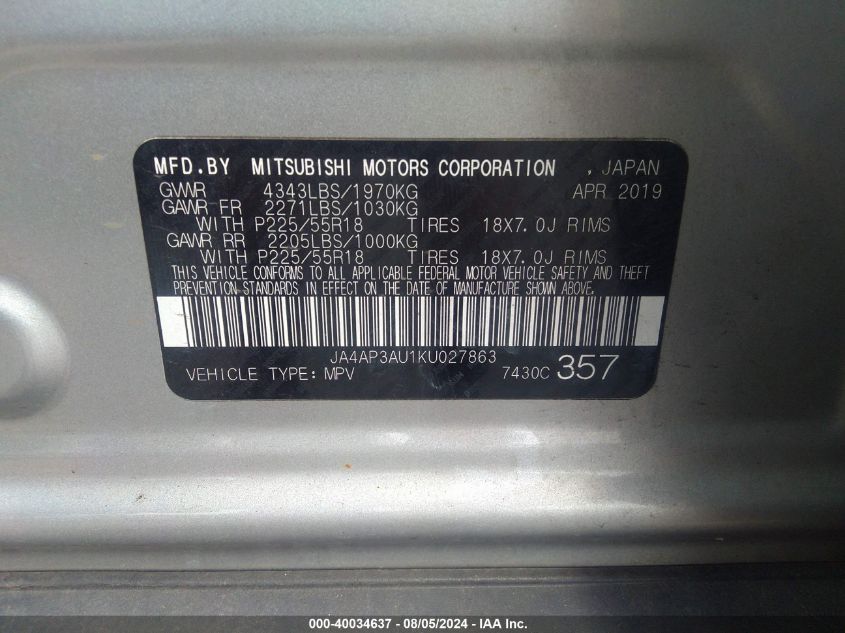 MFD.BY MITSUBISHI MOTORS CORPORATION , JAPAN
GVWR 4343LBS/1970KG APR 2019
GAWR FR 2271LBS/1030KG
WITH P225/55R18 TIRES 18X7.0J RIMS
GAWR RR 2205LBS/1000KG
WITH P225/55R18 TIRES 18X7.0J RIMS
THIS VEHICLE CONFORMS TO ALL APPLICABLE FEDERAL MOTOR VEHICLE SAFETY AND THEFT
PREVENTION STANDARDS IN EFFECT ON THE DATE OF MANUFACTURE SHOWN ABOVE.
JA4AP3AU1KU027863
VEHICLE TYPE: MPV 7430C 357
000-40034637 - 08/05/2024 - IAA Inc.